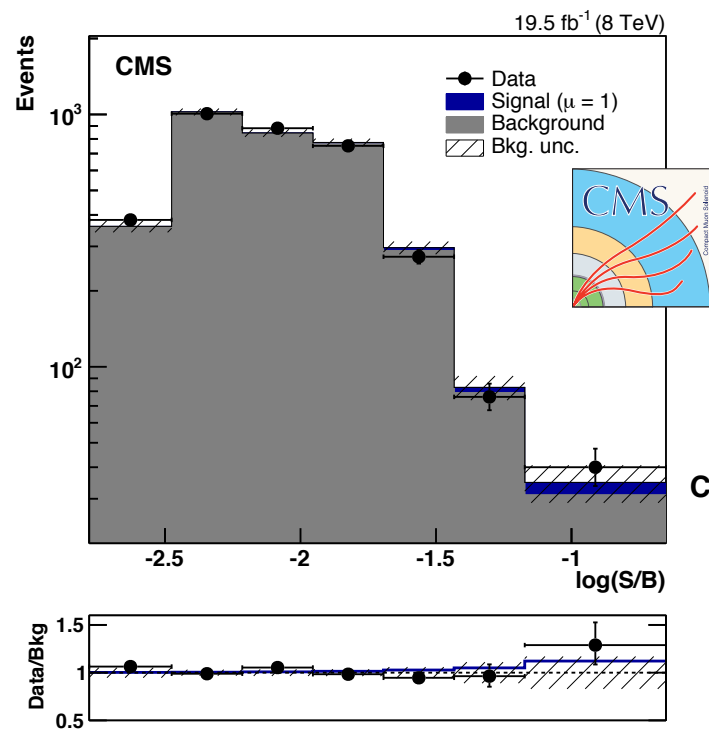 19.5 fb⁻¹ (8 TeV)
Events
CMS
Data
Signal (μ = 1)
Background
Bkg. unc.
10³
10²
CMS
Compact Muon Solenoid
C
-2.5 -2 -1.5 -1
log(S/B)
Data/Bkg
1.5
1
0.5